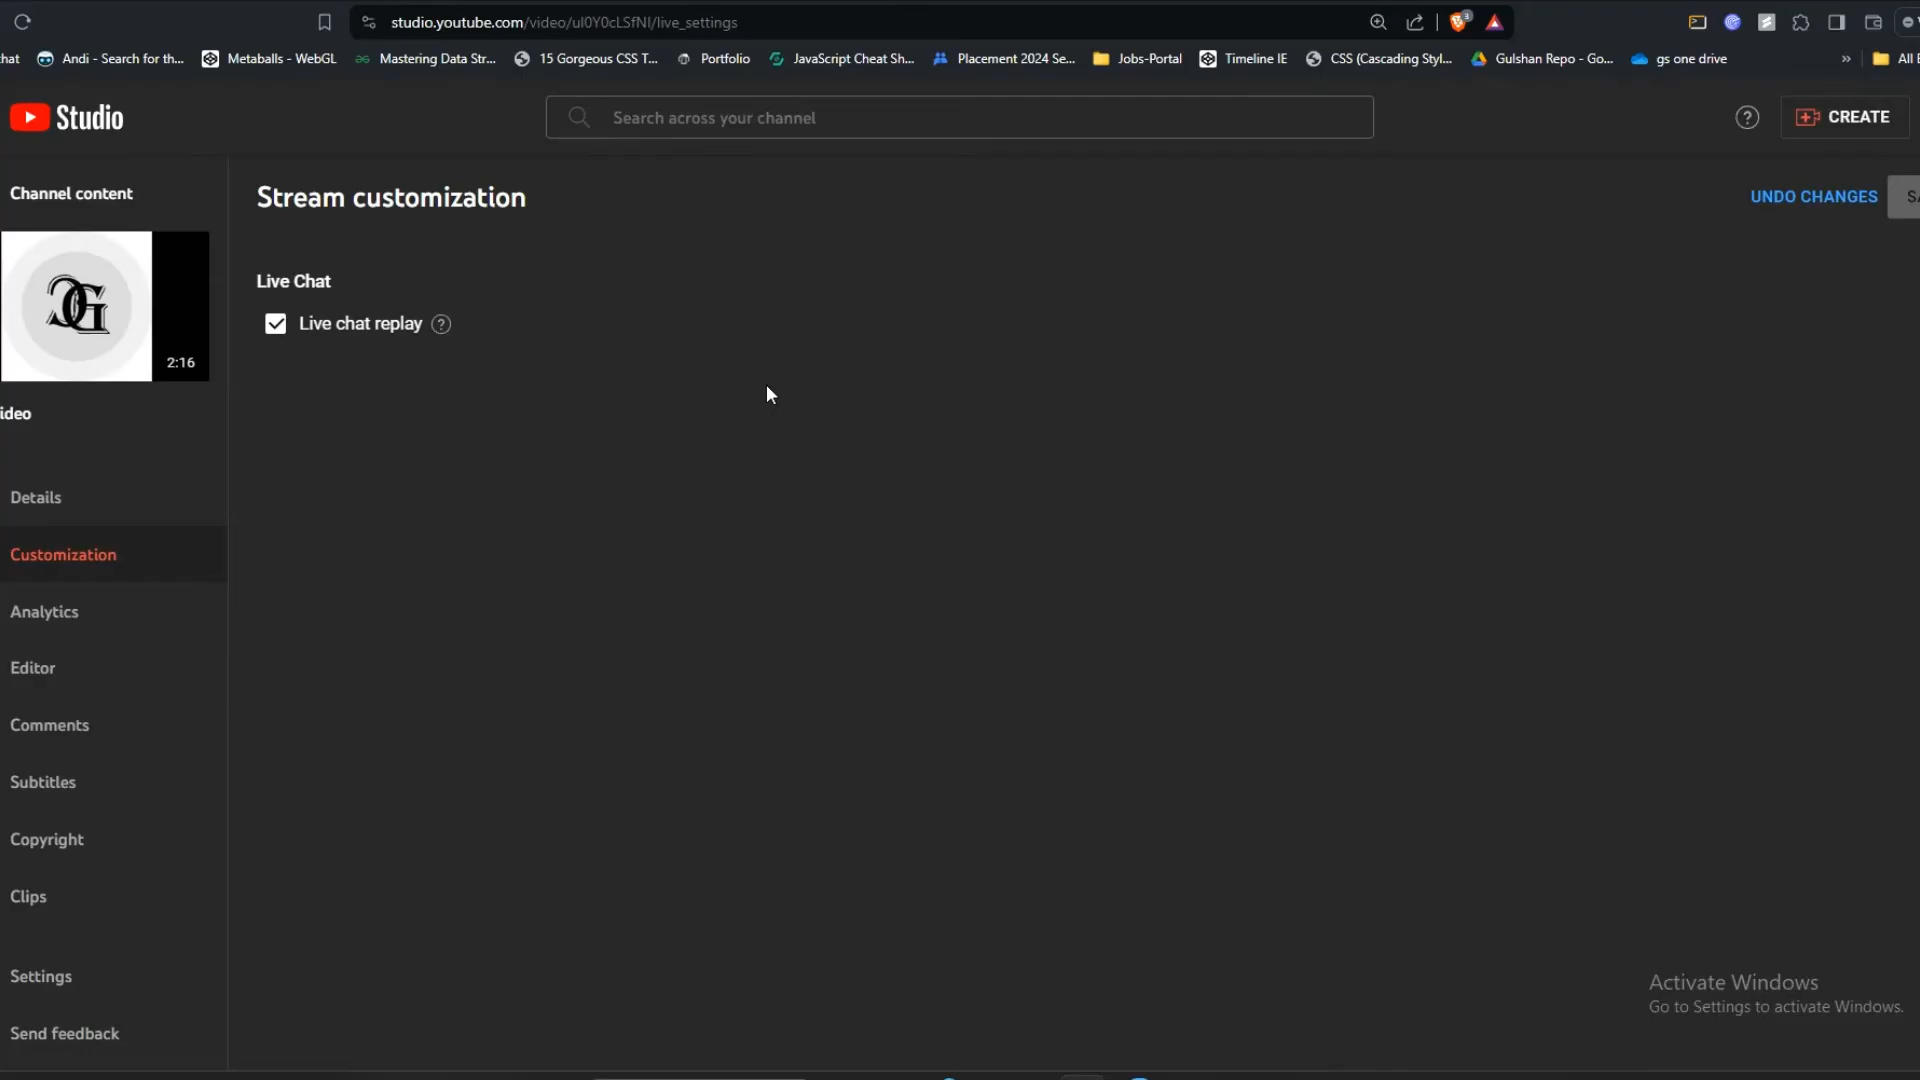 studio.youtube.com/video/ul0Y0cLSfNI/live_settings
3
hat
Andi - Search for th...
Metaballs - WebGL
Mastering Data Str...
15 Gorgeous CSS T...
Portfolio
JavaScript Cheat Sh...
Placement 2024 Se...
Jobs-Portal
Timeline IE
CSS (Cascading Styl...
Gulshan Repo - Go...
gs one drive
»
All
Studio
Search across your channel
?
CREATE
Channel content
Stream customization
UNDO CHANGES
SA
Live Chat
Live chat replay ?
GG
2:16
ideo
Details
Customization
Analytics
Editor
Comments
Subtitles
Copyright
Clips
Settings
Send feedback
Activate Windows
Go to Settings to activate Windows.